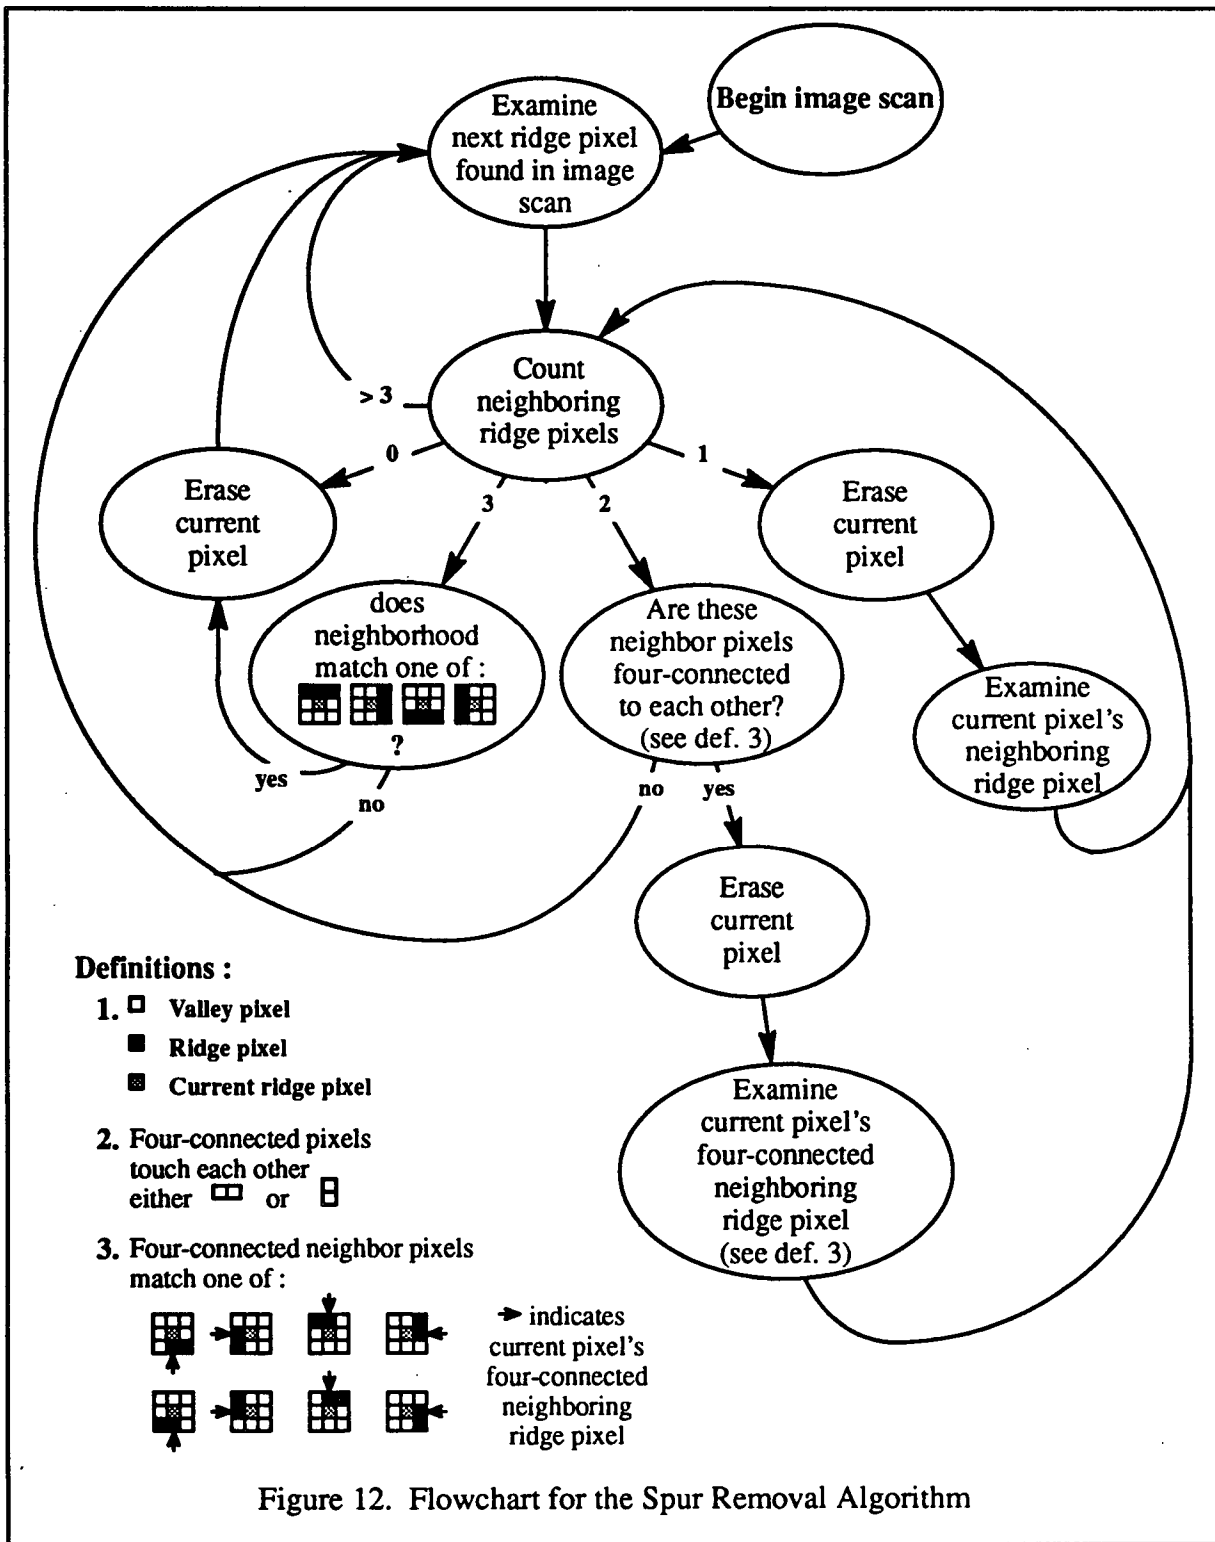 Begin image scan
Examine
next ridge pixel
found in image
scan
Count
neighboring
ridge pixels
> 3
0
1
3
2
Erase
current
pixel
Erase
current
pixel
does
neighborhood
match one of :
?
Are these
neighbor pixels
four-connected
to each other?
(see def. 3)
Examine
current pixel's
neighboring
ridge pixel
yes
no
no
yes
Erase
current
pixel
Examine
current pixel's
four-connected
neighboring
ridge pixel
(see def. 3)
Definitions :
1. Valley pixel
Ridge pixel
Current ridge pixel
2. Four-connected pixels
touch each other
either or
3. Four-connected neighbor pixels
match one of :
indicates
current pixel's
four-connected
neighboring
ridge pixel
Figure 12. Flowchart for the Spur Removal Algorithm